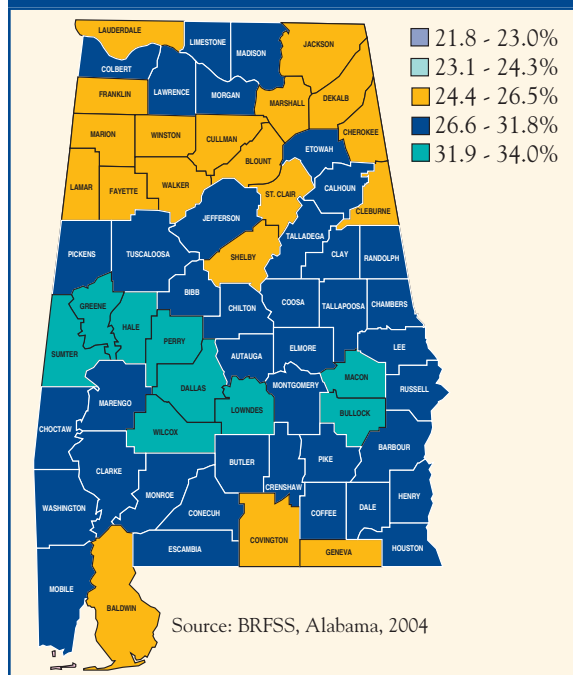 21.8 - 23.0%
23.1 - 24.3%
24.4 - 26.5%
26.6 - 31.8%
31.9 - 34.0%
LAUDERDALE
LIMESTONE
MADISON
JACKSON
COLBERT
FRANKLIN
LAWRENCE
MORGAN
MARSHALL
DEKALB
MARION
WINSTON
CULLMAN
CHEROKEE
ETOWAH
BLOUNT
LAMAR
FAYETTE
WALKER
ST. CLAIR
CALHOUN
CLEBURNE
JEFFERSON
TALLADEGA
PICKENS
TUSCALOOSA
SHELBY
CLAY
RANDOLPH
BIBB
CHILTON
COOSA
TALLAPOOSA
CHAMBERS
GREENE
HALE
PERRY
SUMTER
AUTAUGA
ELMORE
LEE
MACON
DALLAS
MONTGOMERY
RUSSELL
MARENGO
LOWNDES
BULLOCK
CHOCTAW
WILCOX
BARBOUR
BUTLER
PIKE
CLARKE
CRENSHAW
MONROE
HENRY
WASHINGTON
CONECUH
COFFEE
DALE
COVINGTON
ESCAMBIA
GENEVA
HOUSTON
MOBILE
BALDWIN
Source: BRFSS, Alabama, 2004